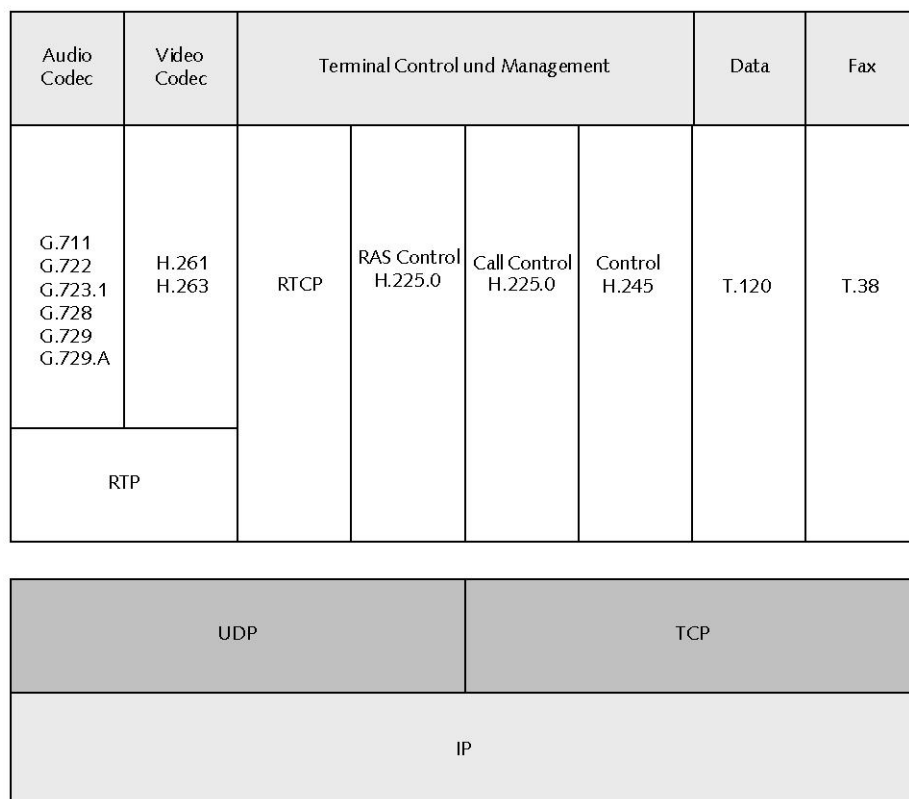 Audio
Codec
Video
Codec
Terminal Control und Management
Data
Fax
G.711
G.722
G.723.1
G.728
G.729
G.729.A
H.261
H.263
RTCP
RAS Control
H.225.0
Call Control
H.225.0
Control
H.245
T.120
T.38
RTP
UDP
TCP
IP